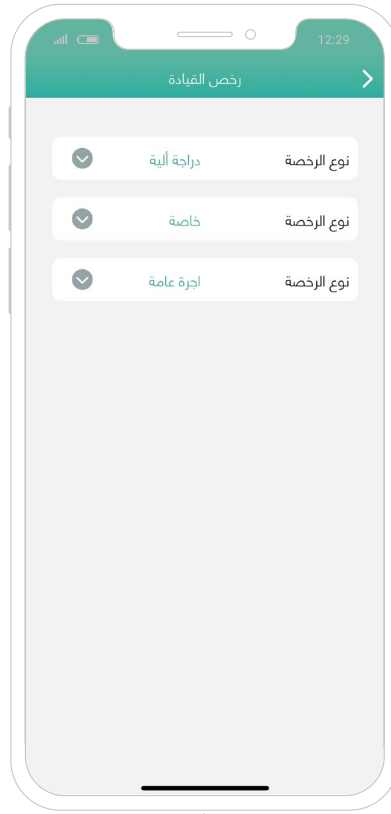 12:29
رخص القيادة
نوع الرخصة دراجة ألية
نوع الرخصة خاصة
نوع الرخصة اجرة عامة